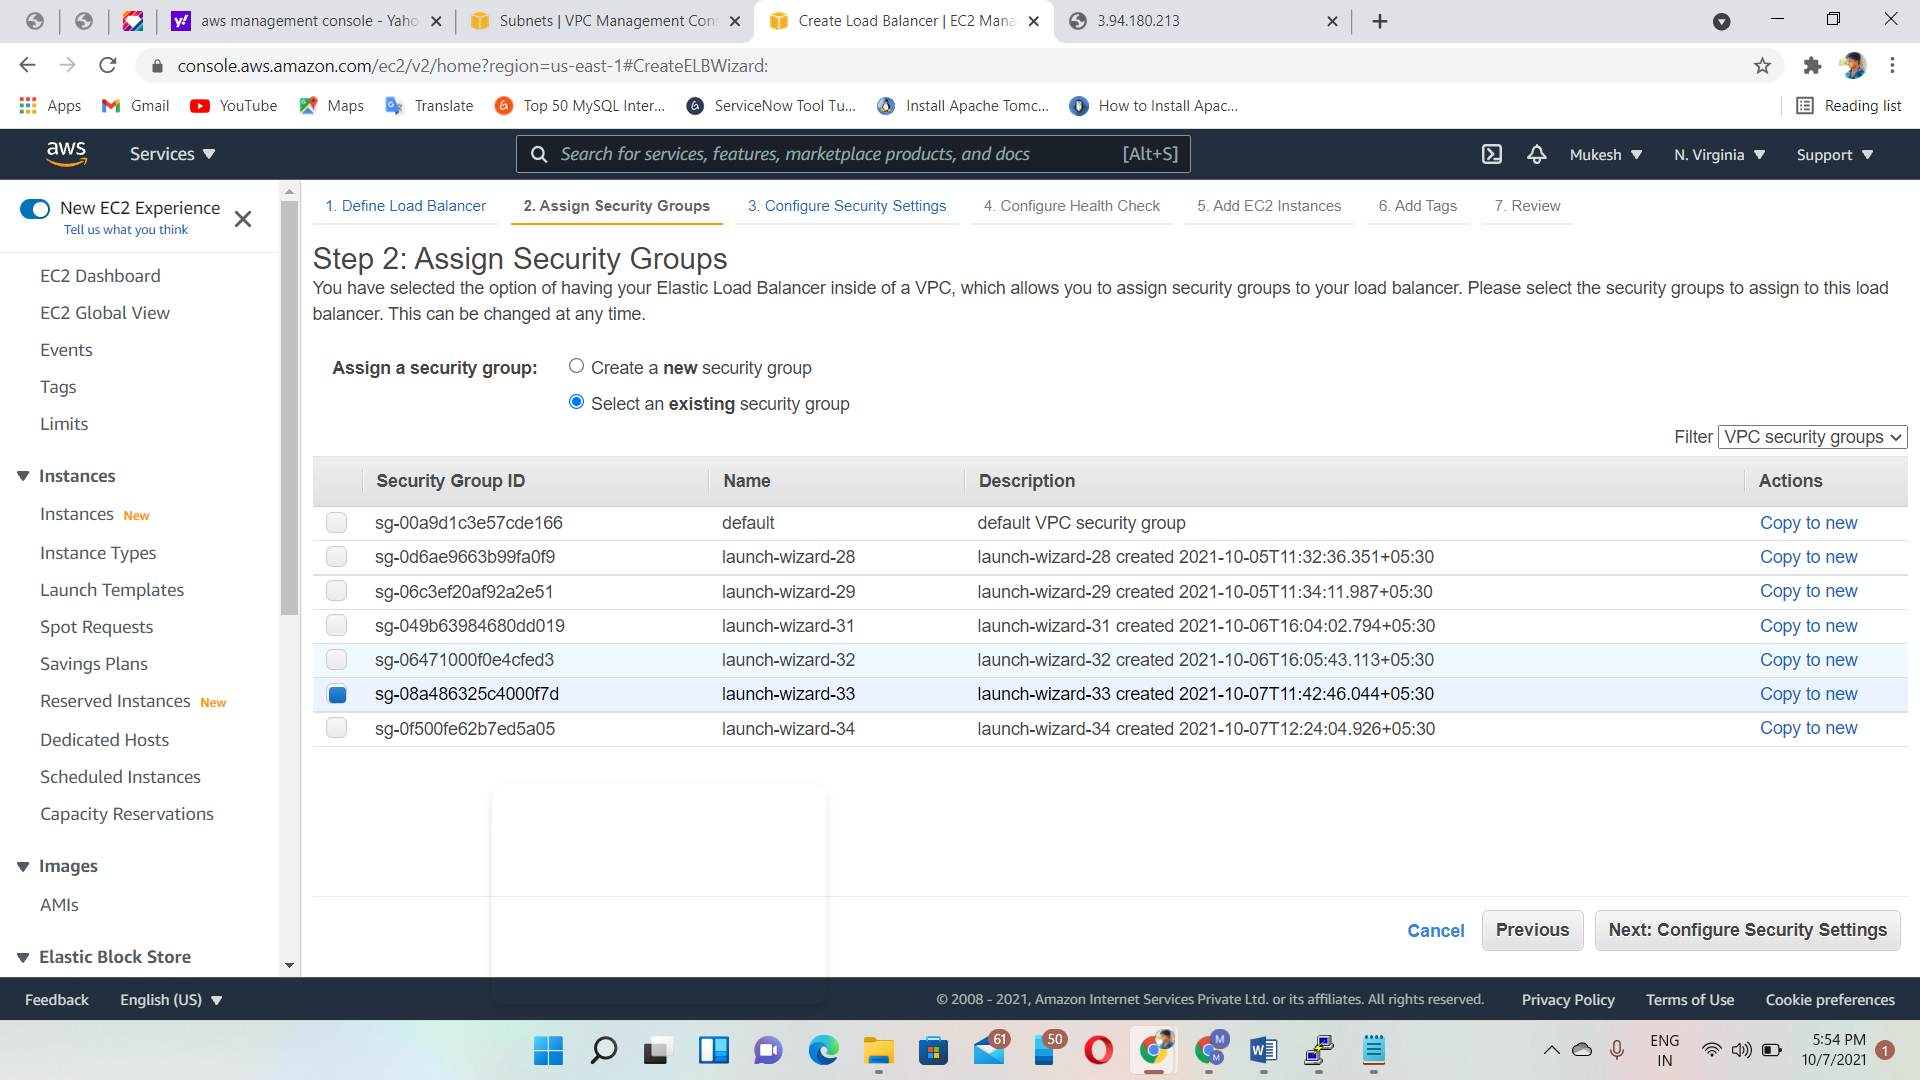 aws management console - Yaho
Subnets | VPC Management Con
Create Load Balancer | EC2 Mana
3.94.180.213
console.aws.amazon.com/ec2/v2/home?region=us-east-1#CreateELBWizard:
Apps
Gmail
YouTube
Maps
Translate
Top 50 MySQL Inter...
ServiceNow Tool Tu...
Install Apache Tomc...
How to Install Apac...
Reading list
aws
Services
Search for services, features, marketplace products, and docs
[Alt+S]
Mukesh
N. Virginia
Support
New EC2 Experience
Tell us what you think
EC2 Dashboard
EC2 Global View
Events
Tags
Limits
Instances
Instances New
Instance Types
Launch Templates
Spot Requests
Savings Plans
Reserved Instances New
Dedicated Hosts
Scheduled Instances
Capacity Reservations
Images
AMIs
Elastic Block Store
1. Define Load Balancer
2. Assign Security Groups
3. Configure Security Settings
4. Configure Health Check
5. Add EC2 Instances
6. Add Tags
7. Review
Step 2: Assign Security Groups
You have selected the option of having your Elastic Load Balancer inside of a VPC, which allows you to assign security groups to your load balancer. Please select the security groups to assign to this load
balancer. This can be changed at any time.
Assign a security group:
Create a new security group
Select an existing security group
Filter VPC security groups
Security Group ID Name Description Actions
sg-00a9d1c3e57cde166 default default VPC security group Copy to new
sg-0d6ae9663b99fa0f9 launch-wizard-28 launch-wizard-28 created 2021-10-05T11:32:36.351+05:30 Copy to new
sg-06c3ef20af92a2e51 launch-wizard-29 launch-wizard-29 created 2021-10-05T11:34:11.987+05:30 Copy to new
sg-049b63984680dd019 launch-wizard-31 launch-wizard-31 created 2021-10-06T16:04:02.794+05:30 Copy to new
sg-06471000f0e4cfed3 launch-wizard-32 launch-wizard-32 created 2021-10-06T16:05:43.113+05:30 Copy to new
sg-08a486325c4000f7d launch-wizard-33 launch-wizard-33 created 2021-10-07T11:42:46.044+05:30 Copy to new
sg-0f500fe62b7ed5a05 launch-wizard-34 launch-wizard-34 created 2021-10-07T12:24:04.926+05:30 Copy to new
Cancel
Previous
Next: Configure Security Settings
Feedback
English (US)
© 2008 - 2021, Amazon Internet Services Private Ltd. or its affiliates. All rights reserved.
Privacy Policy
Terms of Use
Cookie preferences
61
50
M
M
ENG
IN
5:54 PM
10/7/2021
1